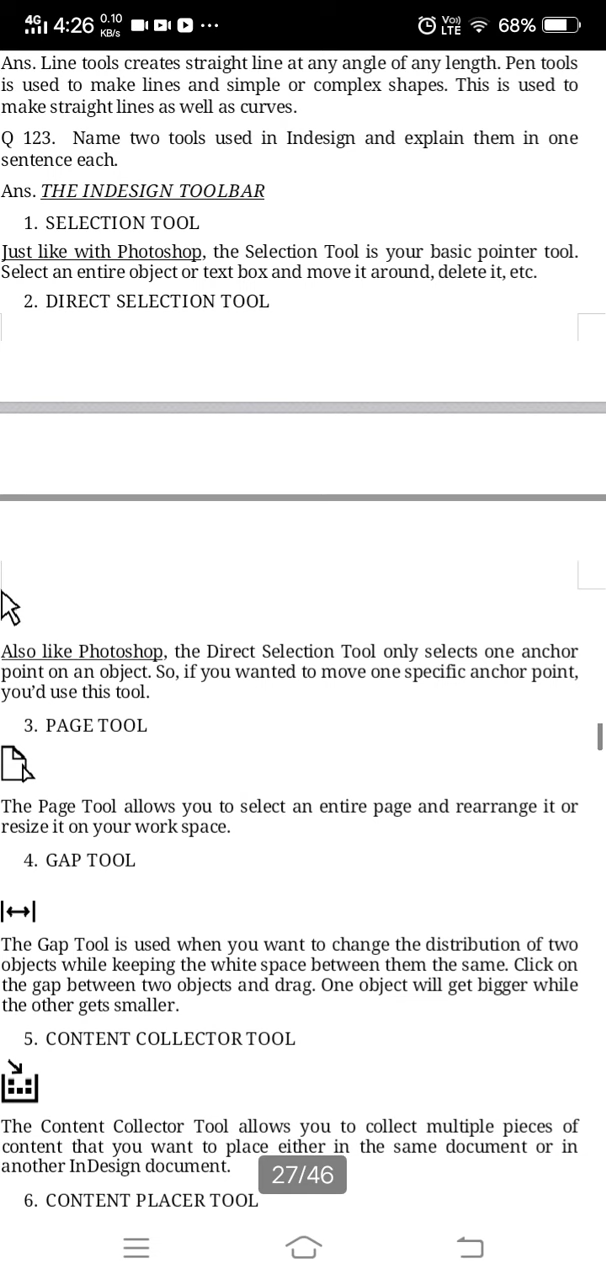 4G 4:26 0.10 KB/s ... Vo)) LTE 68%
Ans. Line tools creates straight line at any angle of any length. Pen tools
is used to make lines and simple or complex shapes. This is used to
make straight lines as well as curves.
Q 123. Name two tools used in Indesign and explain them in one
sentence each.
Ans. THE INDESIGN TOOLBAR
1. SELECTION TOOL
Just like with Photoshop, the Selection Tool is your basic pointer tool.
Select an entire object or text box and move it around, delete it, etc.
2. DIRECT SELECTION TOOL
Also like Photoshop, the Direct Selection Tool only selects one anchor
point on an object. So, if you wanted to move one specific anchor point,
you'd use this tool.
3. PAGE TOOL
The Page Tool allows you to select an entire page and rearrange it or
resize it on your work space.
4. GAP TOOL
The Gap Tool is used when you want to change the distribution of two
objects while keeping the white space between them the same. Click on
the gap between two objects and drag. One object will get bigger while
the other gets smaller.
5. CONTENT COLLECTOR TOOL
The Content Collector Tool allows you to collect multiple pieces of
content that you want to place either in the same document or in
another InDesign document.
27/46
6. CONTENT PLACER TOOL